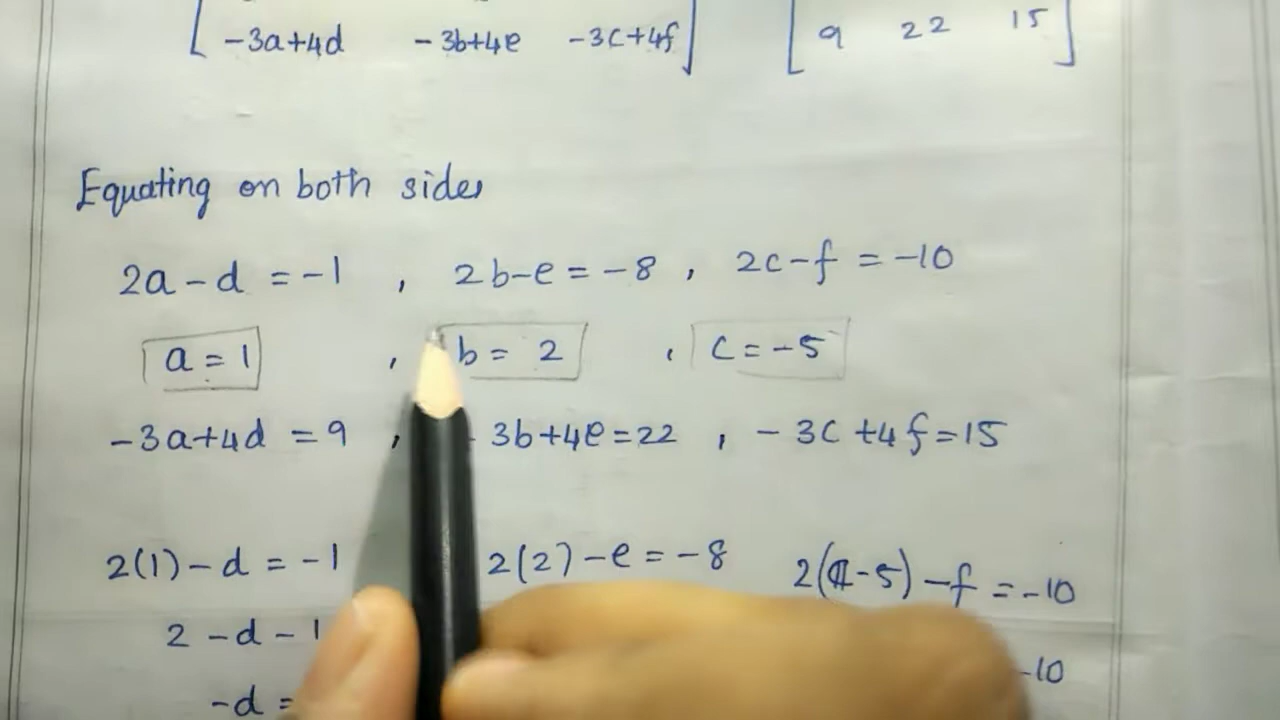 -3a+4d -3b+4e -3c+4f 9 22 15
Equating on both sides
2a-d = -1 , 2b-e = -8 , 2c-f = -10
a = 1 , b = 2 , c = -5
-3a+4d = 9 , 3b+4e=22 , -3c+4f=15
2(1)-d = -1 2(2)-e = -8 2(-5)-f = -10
2 -d -1 -10
-d =